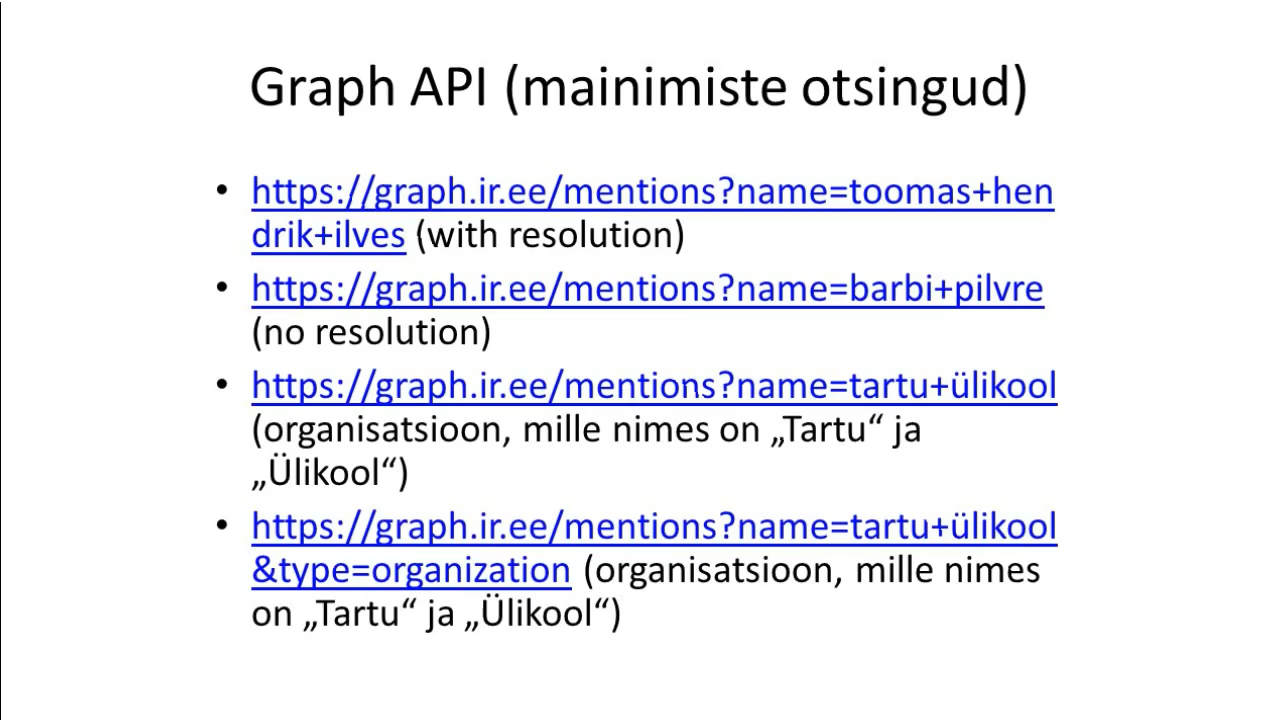 Graph API (mainimiste otsingud)
• https://graph.ir.ee/mentions?name=toomas+hen
drik+ilves (with resolution)
• https://graph.ir.ee/mentions?name=barbi+pilvre
(no resolution)
• https://graph.ir.ee/mentions?name=tartu+ülikool
(organisatsioon, mille nimes on „Tartu“ ja
„Ülikool“)
• https://graph.ir.ee/mentions?name=tartu+ülikool
&type=organization (organisatsioon, mille nimes
on „Tartu“ ja „Ülikool“)